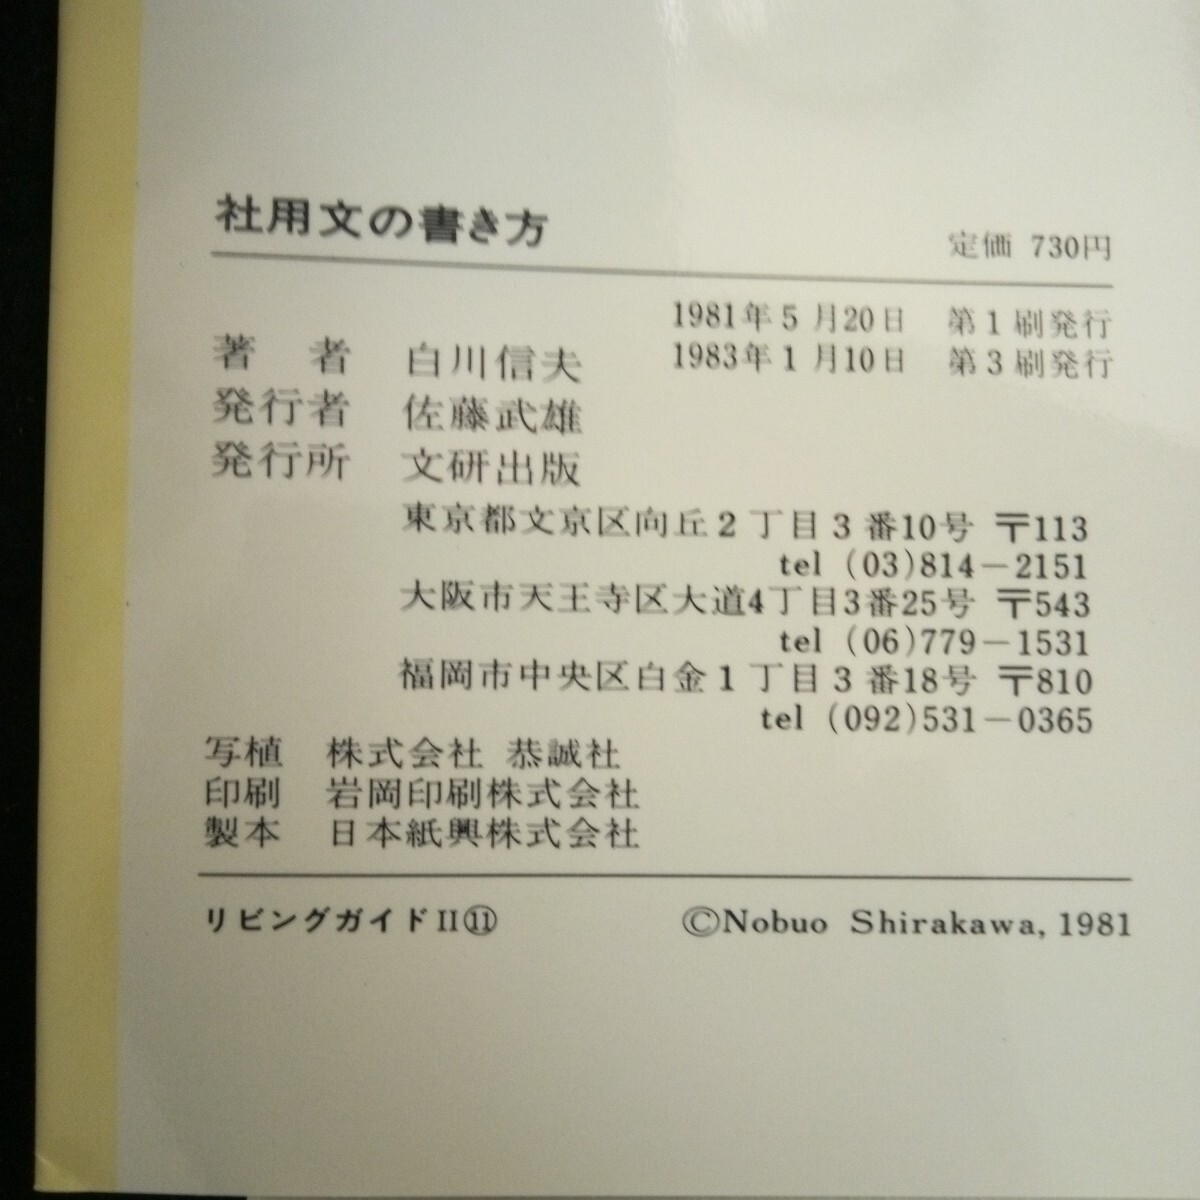 社用文の書き方
定価 730円
1981年5月20日 第1刷発行
1983年1月10日 第3刷発行
著者 白川信夫
発行者 佐藤武雄
発行所 文研出版
東京都文京区向丘2丁目3番10号 〒113
tel (03)814-2151
大阪市天王寺区大道4丁目3番25号 〒543
tel (06)779-1531
福岡市中央区白金1丁目3番18号 〒810
tel (092)531-0365
写植 株式会社 恭誠社
印刷 岩岡印刷株式会社
製本 日本紙興株式会社
リビングガイドII⑪
©Nobuo Shirakawa, 1981